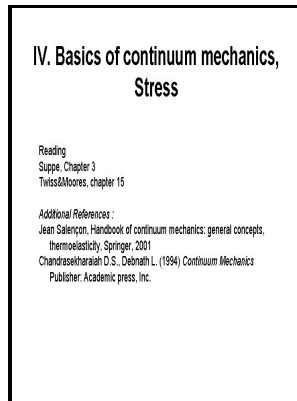 IV. Basics of continuum mechanics,
Stress
Reading
Suppe, Chapter 3
Twiss&Moores, chapter 15
Additional References :
Jean Salençon, Handbook of continuum mechanics: general concepts,
thermoelasticity, Springer, 2001
Chandrasekharaiah D.S., Debnath L. (1994) Continuum Mechanics
Publisher: Academic press, Inc.